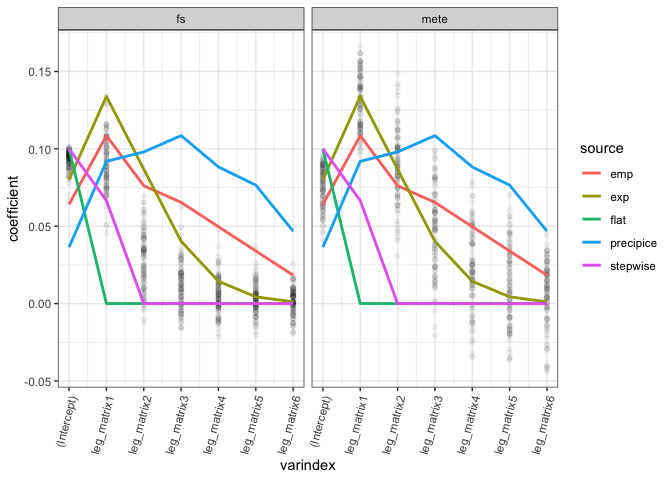 fs
mete
0.15
0.10
0.05
0.00
-0.05
coefficient
(Intercept)
leg_matrix1
leg_matrix2
leg_matrix3
leg_matrix4
leg_matrix5
leg_matrix6
(Intercept)
leg_matrix1
leg_matrix2
leg_matrix3
leg_matrix4
leg_matrix5
leg_matrix6
varindex
source
emp
exp
flat
precipice
stepwise